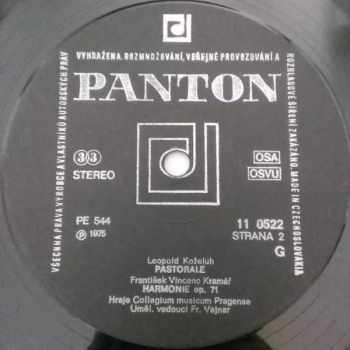 VŠECHNA PRÁVA VÝROBCE A VLASTNÍKŮ AUTORSKÝCH PRÁV VYHRAZENA. ROZMNOŽOVÁNÍ, VEŘEJNÉ PROVOZOVÁNÍ A ROZHLASOVÉ ŠÍŘENÍ ZAKÁZÁNO. MADE IN CZECHOSLOVAKIA
PANTON
33
STEREO
OSA
OSVU
PE 544
℗ 1975
11 0522
STRANA 2
G
Leopold Koželuh
PASTORALE
František Vincenc Kramář
HARMONIE op. 71
Hraje Collegium musicum Pragense
Uměl. vedoucí Fr. Vajnar